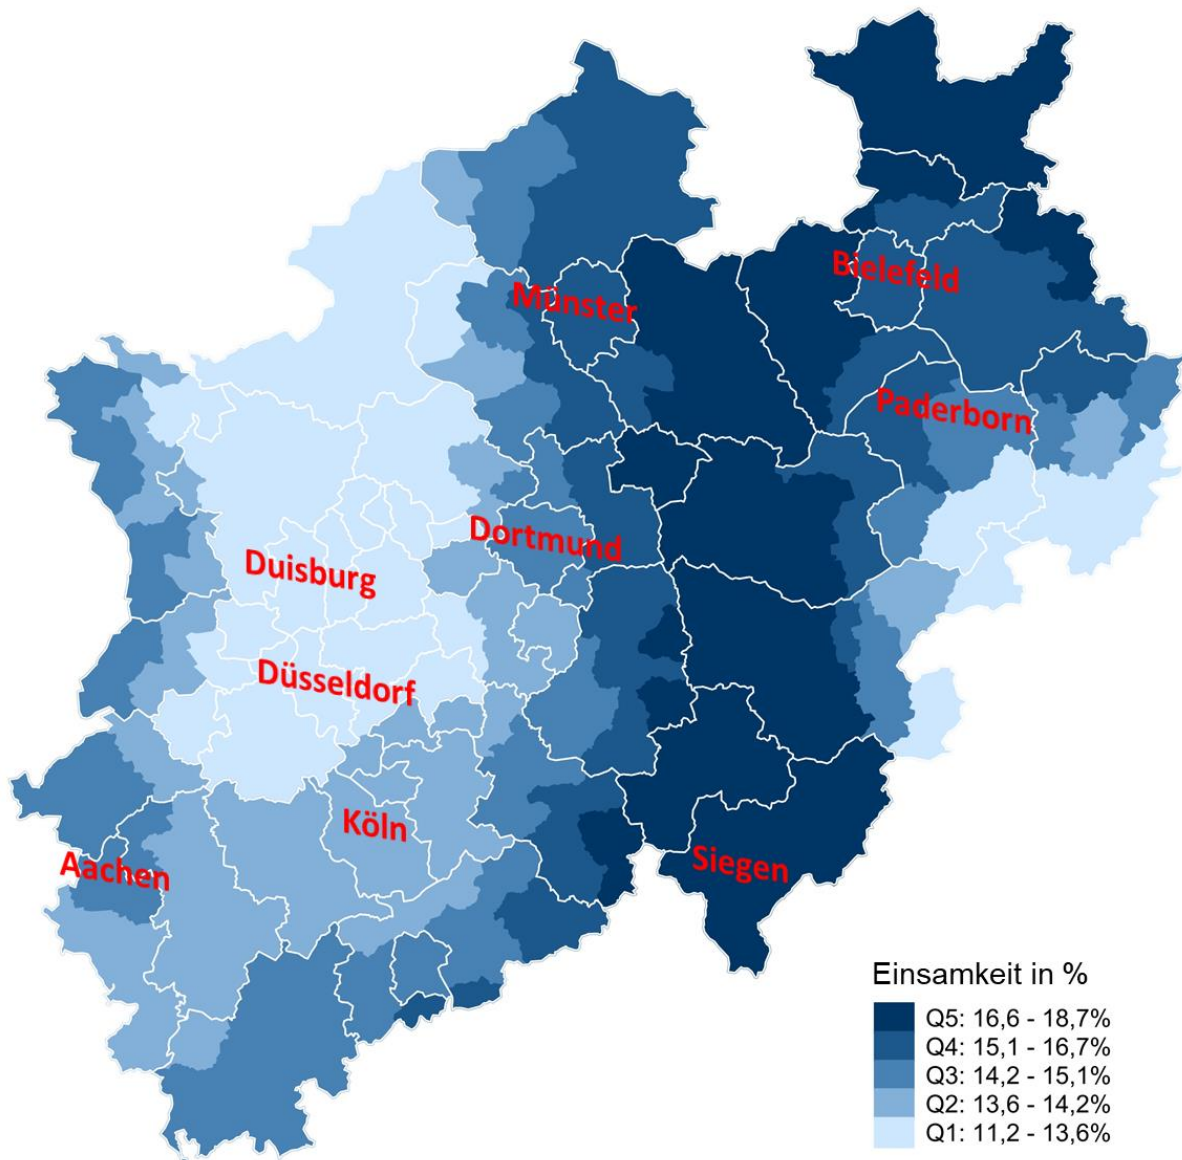 Bielefeld
Münster
Paderborn
Dortmund
Duisburg
Düsseldorf
Köln
Aachen
Siegen
Einsamkeit in %
Q5: 16,6 - 18,7%
Q4: 15,1 - 16,7%
Q3: 14,2 - 15,1%
Q2: 13,6 - 14,2%
Q1: 11,2 - 13,6%